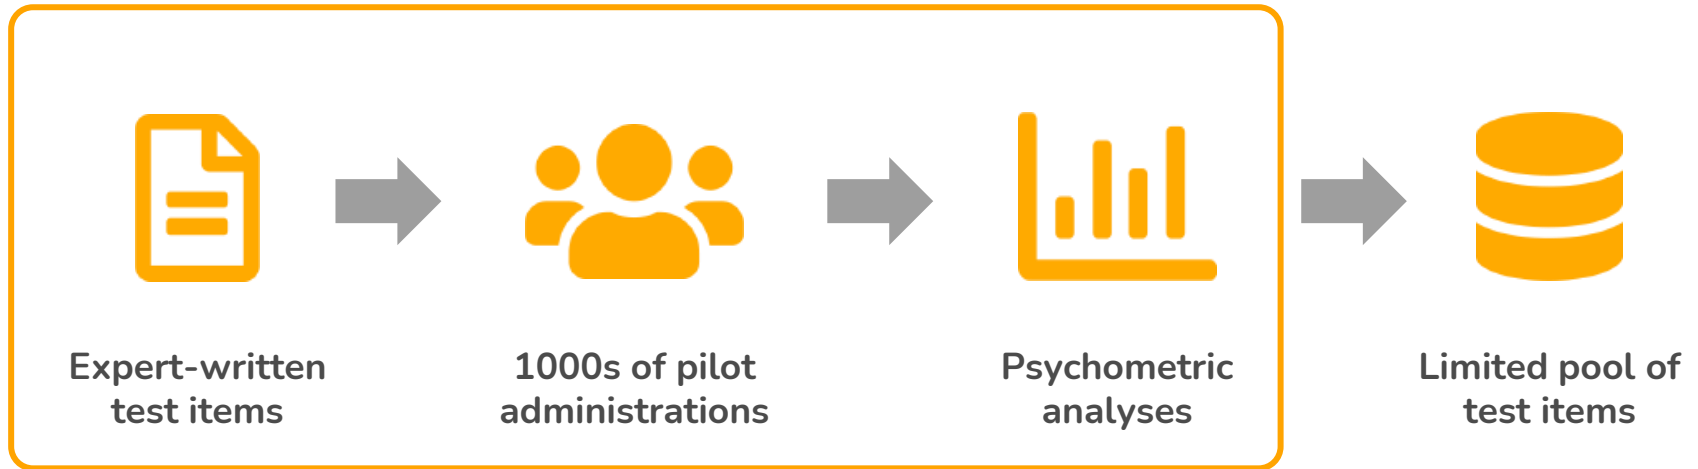 Expert-written
test items
1000s of pilot
administrations
Psychometric
analyses
Limited pool of
test items